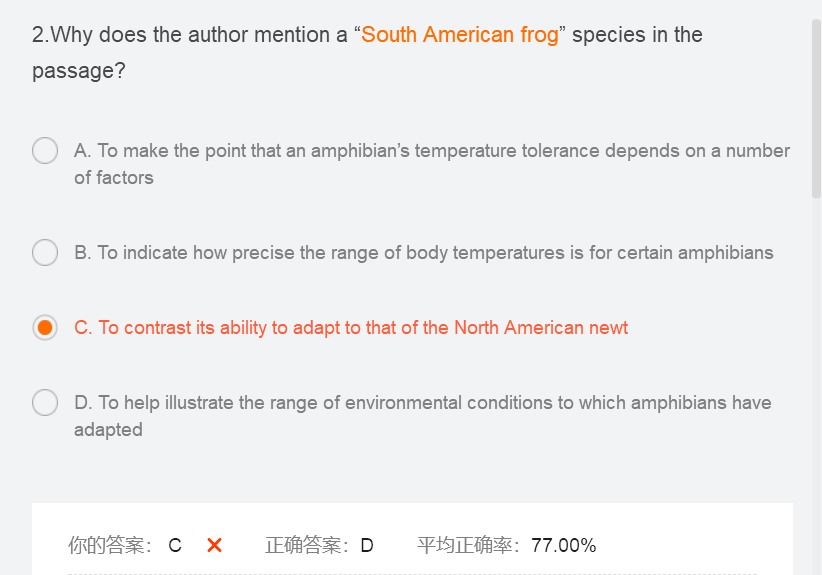 2.Why does the author mention a “South American frog” species in the
passage?
A. To make the point that an amphibian’s temperature tolerance depends on a number
of factors
B. To indicate how precise the range of body temperatures is for certain amphibians
C. To contrast its ability to adapt to that of the North American newt
D. To help illustrate the range of environmental conditions to which amphibians have
adapted
你的答案： C 正确答案： D 平均正确率： 77.00%